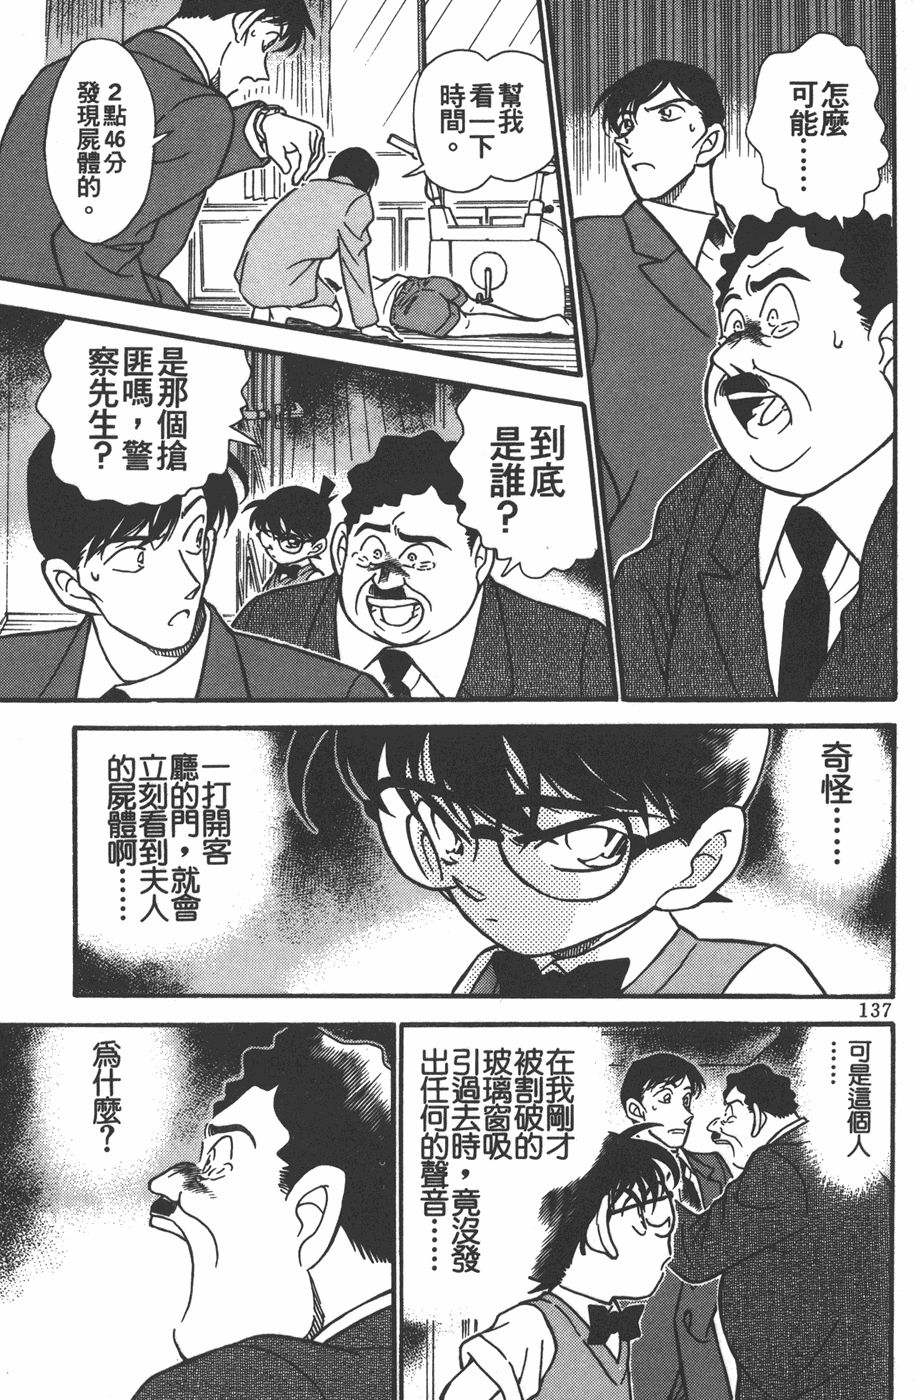 怎麼
可能……
幫我
看一下
時間。
2點46分
發現屍體的。
到底
是誰？
是那個搶
匪嗎，警
察先生？
奇怪……
一打開客
廳的門，就會
立刻看到夫人
的屍體啊……
137
可是這個人
……
在我剛才
被割破的
玻璃窗吸
引過去時，竟沒發
出任何的聲音……
為什麼？